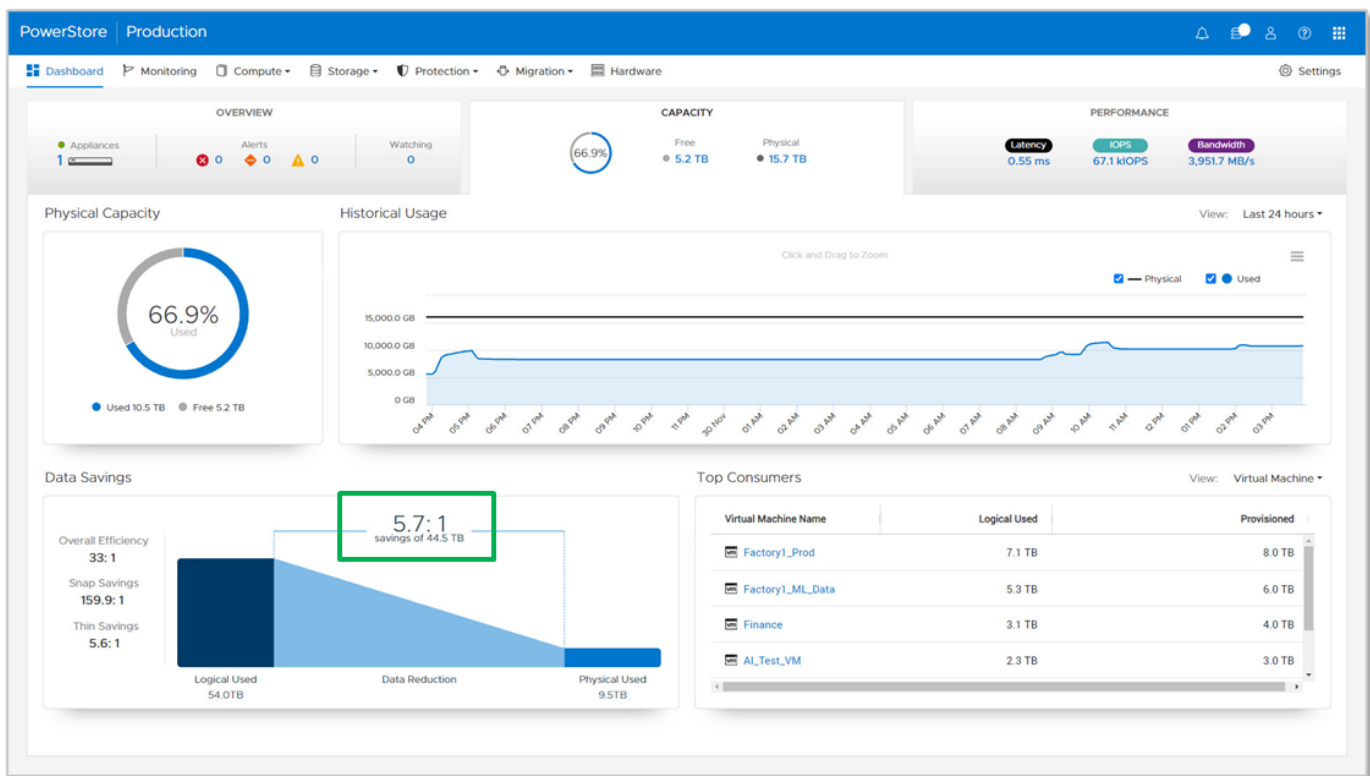 PowerStore Production
Dashboard Monitoring Compute Storage Protection Migration Hardware Settings
OVERVIEW
Appliances Alerts Watching
1 0 0 0 0
CAPACITY
66.9% Free Physical
5.2 TB 15.7 TB
PERFORMANCE
Latency IOPS Bandwidth
0.55 ms 67.1 kIOPS 3,951.7 MB/s
Physical Capacity
66.9%
Used
Used 10.5 TB Free 5.2 TB
Historical Usage View: Last 24 hours
Click and Drag to Zoom
Physical Used
15,000.0 GB
10,000.0 GB
5,000.0 GB
0 GB
04 PM 05 PM 06 PM 07 PM 08 PM 09 PM 10 PM 11 PM 30 Nov 01 AM 02 AM 03 AM 04 AM 05 AM 06 AM 07 AM 08 AM 09 AM 10 AM 11 AM 12 PM 01 PM 02 PM 03 PM
Data Savings
Overall Efficiency
33: 1
Snap Savings
159.9: 1
Thin Savings
5.6: 1
5.7: 1
savings of 44.5 TB
Logical Used Data Reduction Physical Used
54.0TB 9.5TB
Top Consumers View: Virtual Machine
Virtual Machine Name Logical Used Provisioned
vm Factory1_Prod 7.1 TB 8.0 TB
vm Factory1_ML_Data 5.3 TB 6.0 TB
vm Finance 3.1 TB 4.0 TB
vm AI_Test_VM 2.3 TB 3.0 TB